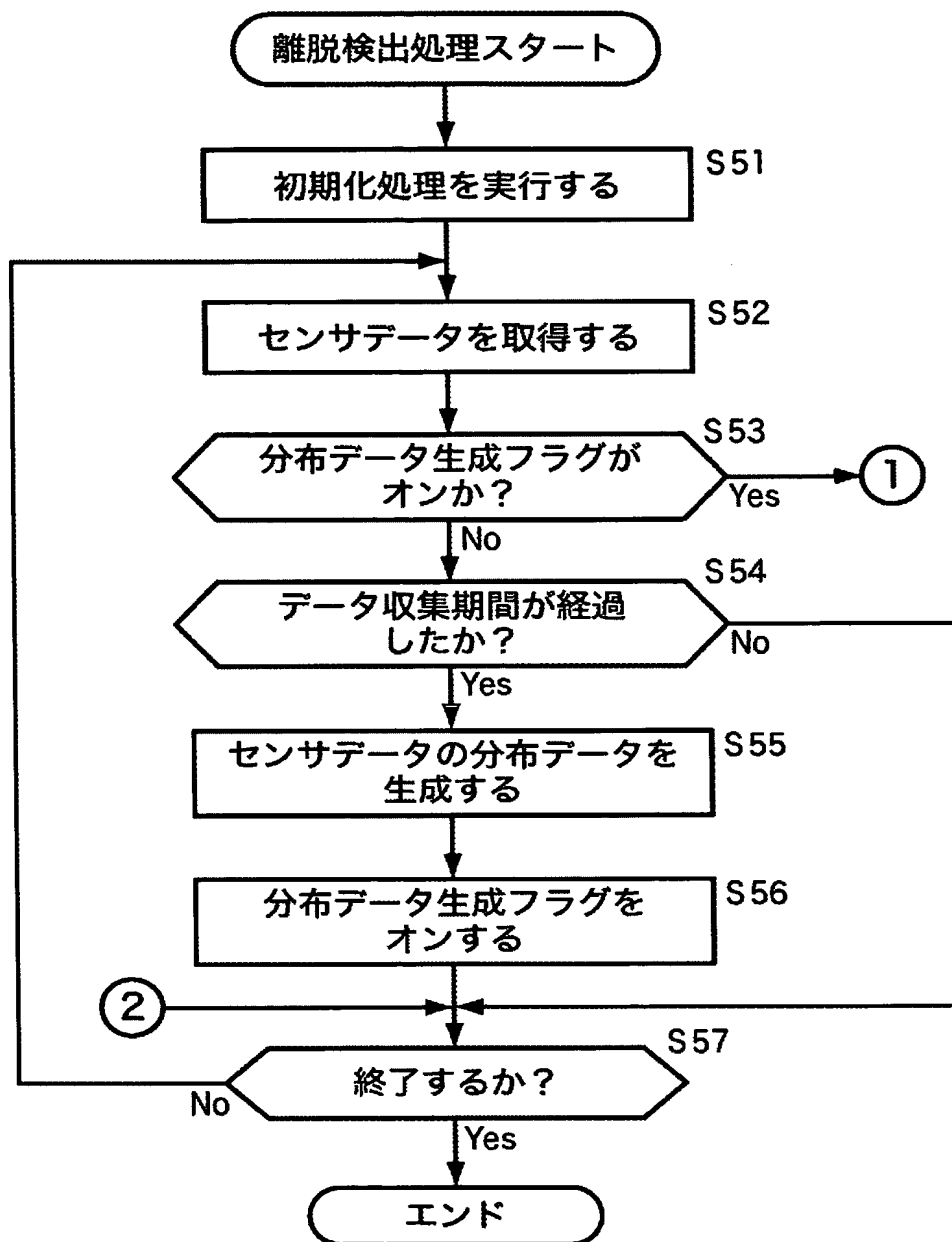 離脱検出処理スタート
S51
初期化処理を実行する
S52
センサデータを取得する
S53
分布データ生成フラグが
オンか？
Yes
1
No
S54
データ収集期間が経過
したか？
No
Yes
S55
センサデータの分布データを
生成する
S56
分布データ生成フラグを
オンする
2
S57
終了するか？
No
Yes
エンド